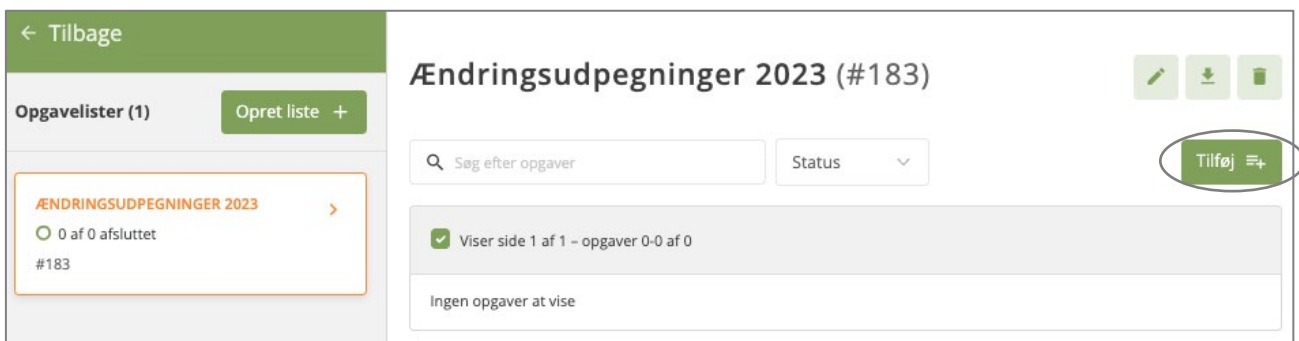 ← Tilbage
Opgavelister (1)
Opret liste +
ÆNDRINGSUDPEGNINGER 2023
0 af 0 afsluttet
#183
Ændringsudpegninger 2023 (#183)
Søg efter opgaver
Status
Tilføj
Viser side 1 af 1 – opgaver 0-0 af 0
Ingen opgaver at vise